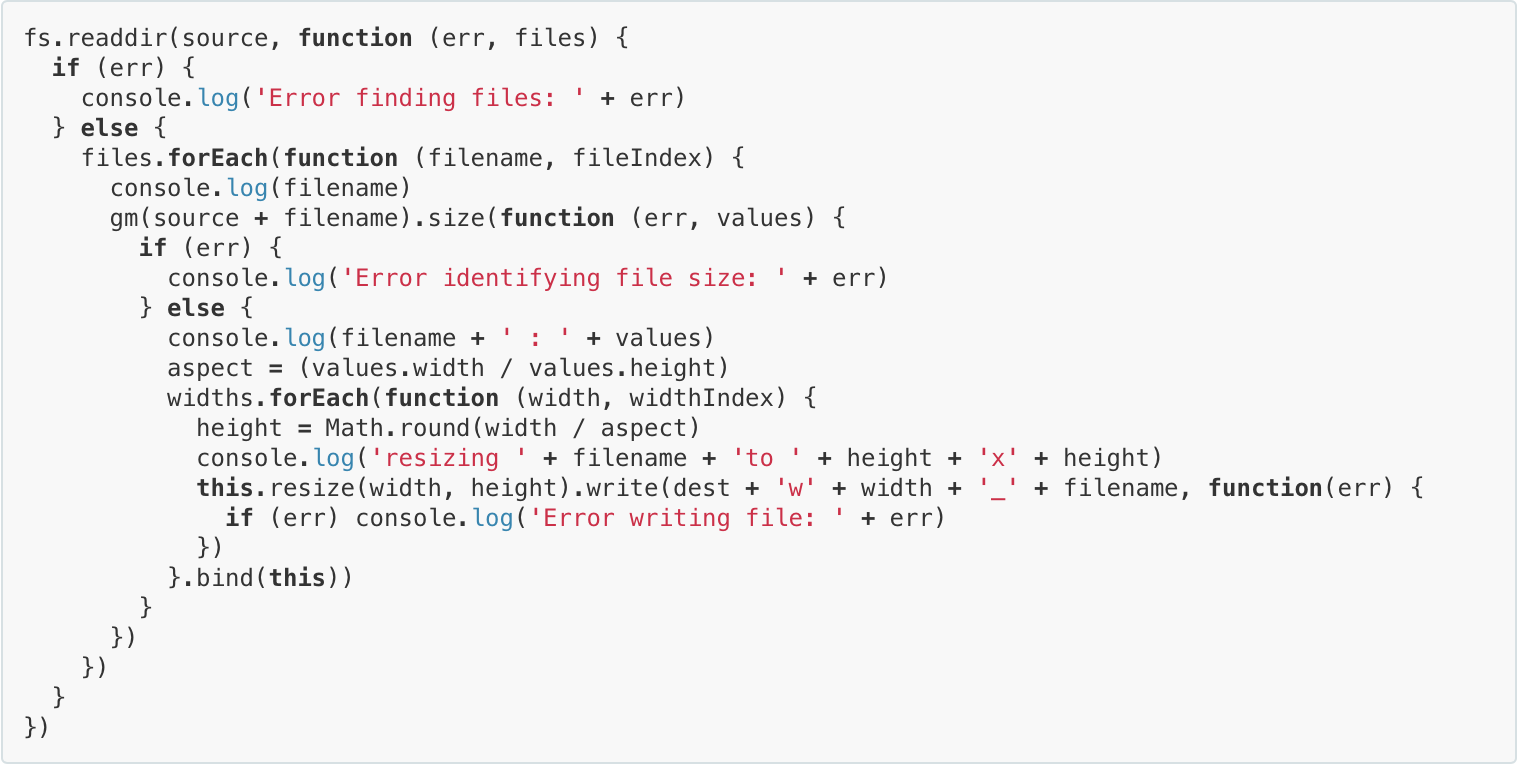 fs.readdir(source, function (err, files) {
  if (err) {
    console.log('Error finding files: ' + err)
  } else {
    files.forEach(function (filename, fileIndex) {
      console.log(filename)
      gm(source + filename).size(function (err, values) {
        if (err) {
          console.log('Error identifying file size: ' + err)
        } else {
          console.log(filename + ' : ' + values)
          aspect = (values.width / values.height)
          widths.forEach(function (width, widthIndex) {
            height = Math.round(width / aspect)
            console.log('resizing ' + filename + 'to ' + height + 'x' + height)
            this.resize(width, height).write(dest + 'w' + width + '_' + filename, function(err) {
              if (err) console.log('Error writing file: ' + err)
            })
          }.bind(this))
        }
      })
    })
  }
})